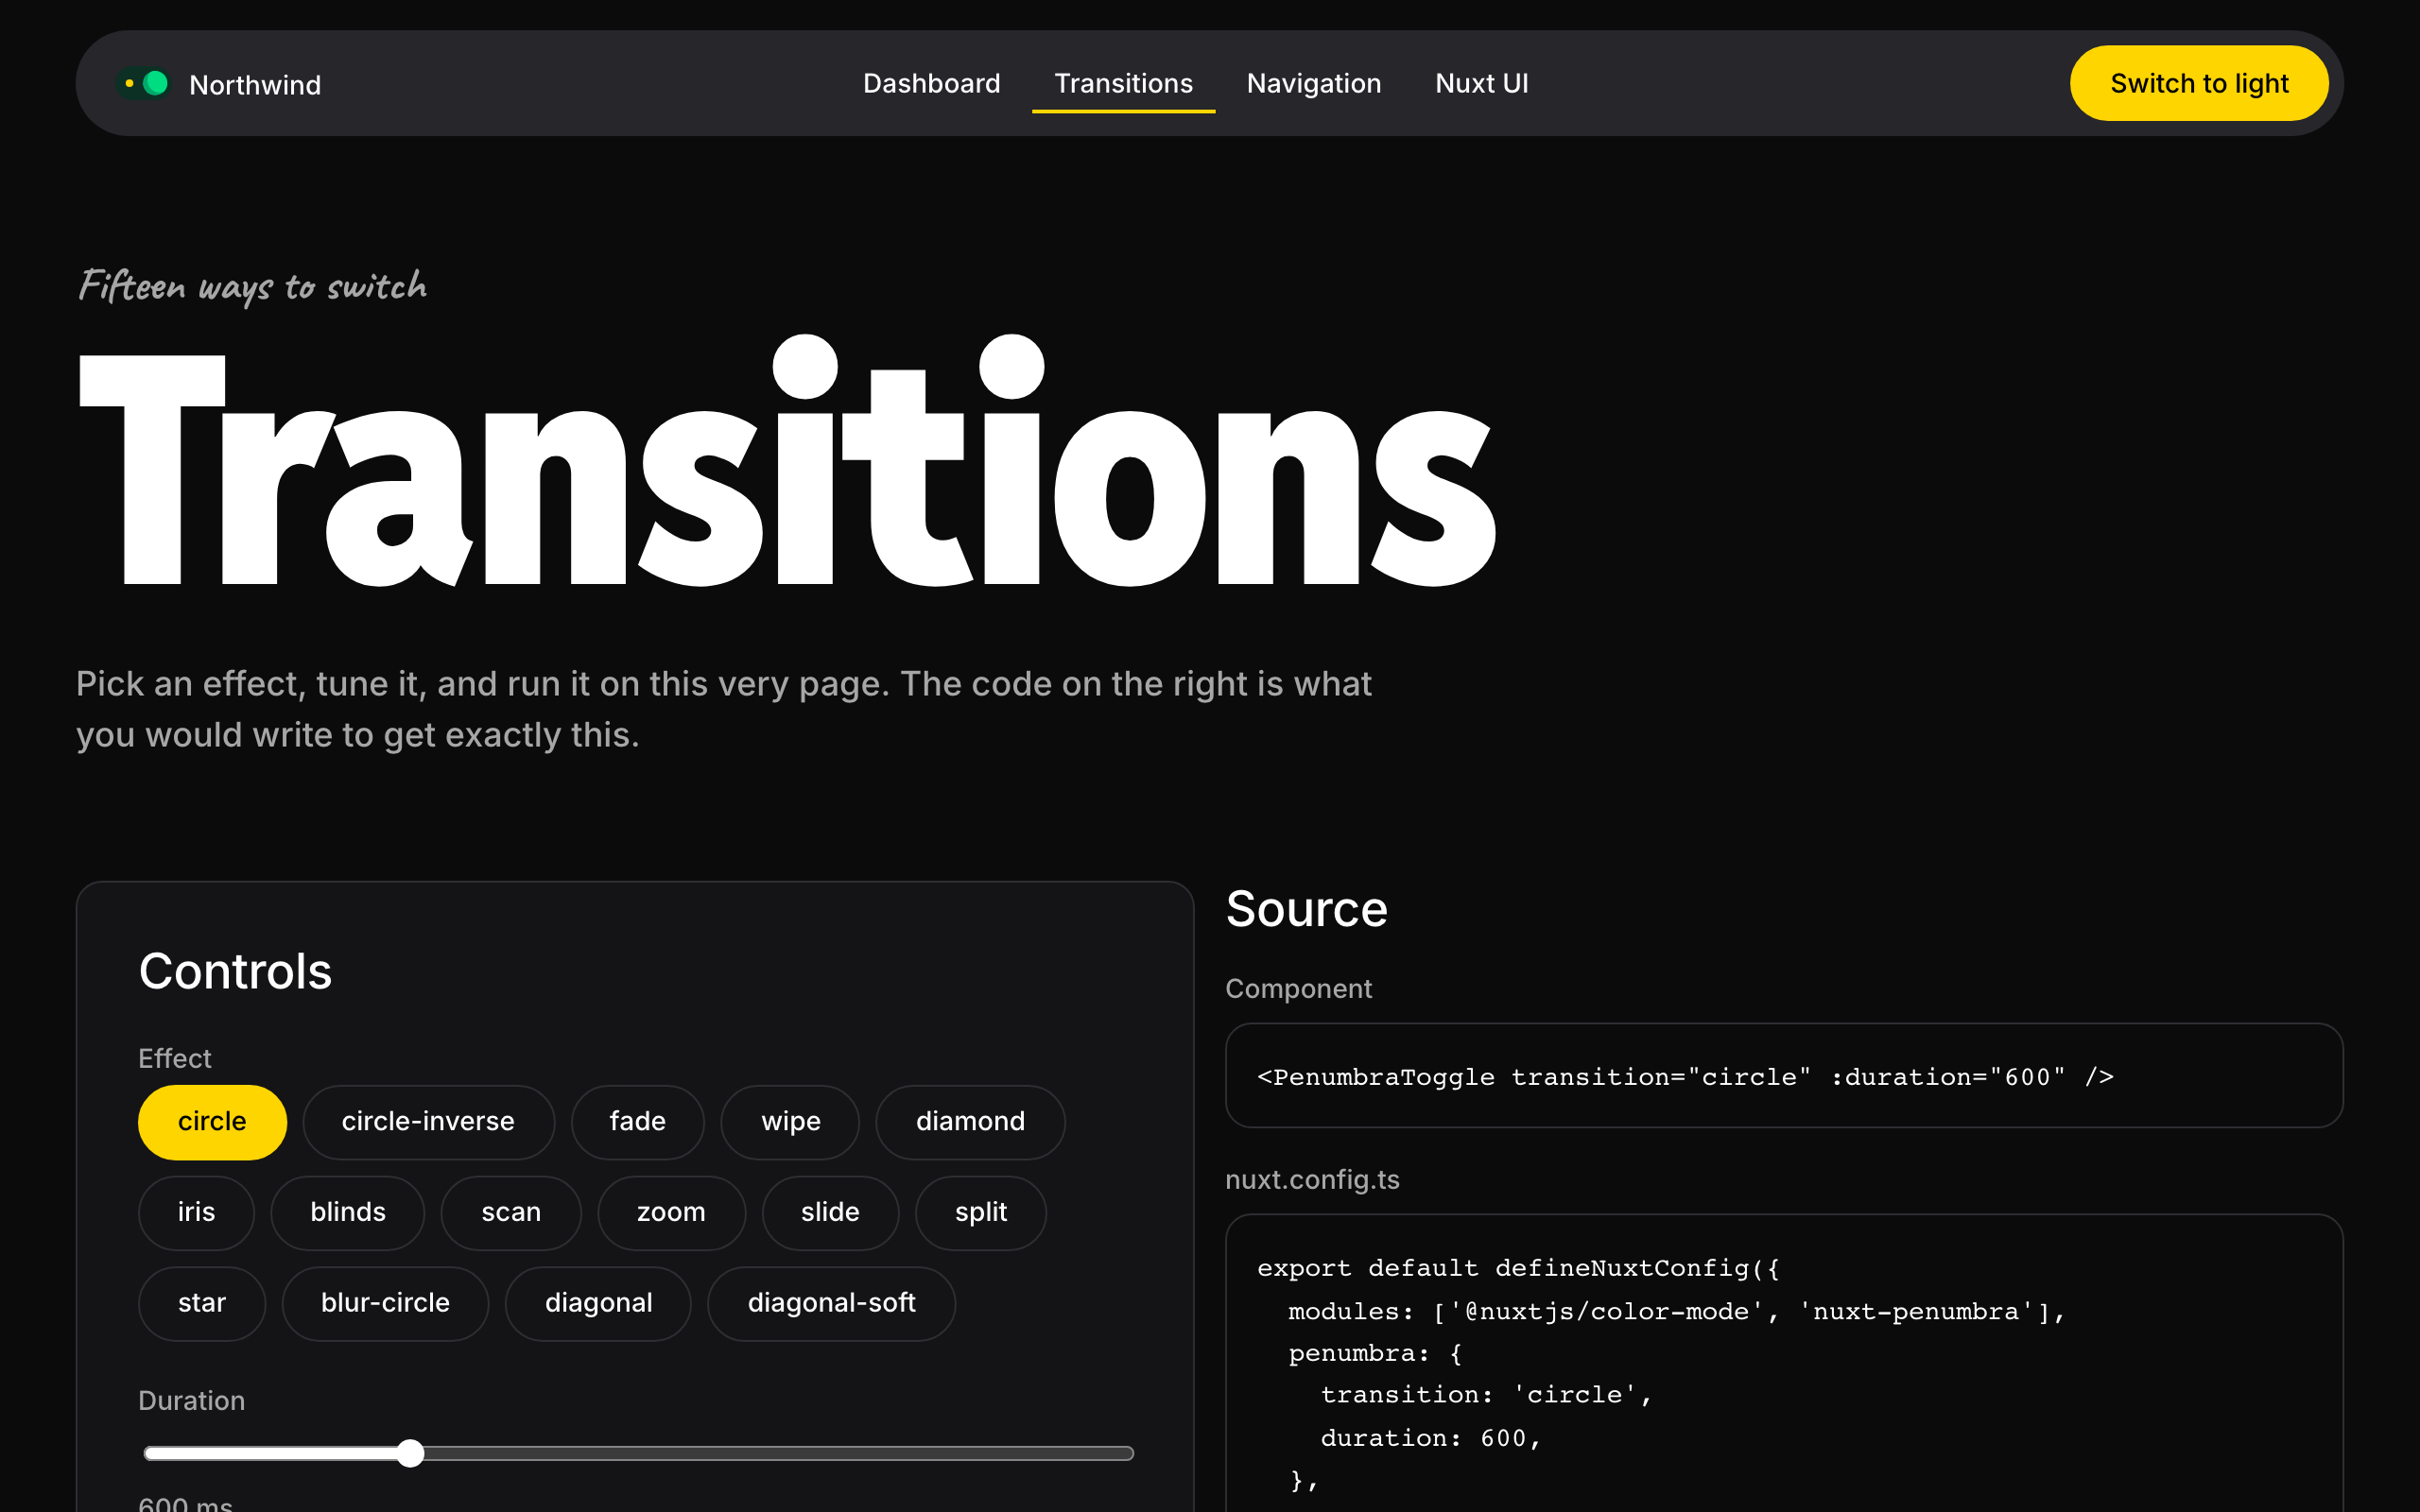 Northwind
Dashboard
Transitions
Navigation
Nuxt UI
Switch to light
Fifteen ways to switch
Transitions
Pick an effect, tune it, and run it on this very page. The code on the right is what
you would write to get exactly this.
Controls
Effect
circle
circle-inverse
fade
wipe
diamond
iris
blinds
scan
zoom
slide
split
star
blur-circle
diagonal
diagonal-soft
Duration
600 ms
Source
Component
<PenumbraToggle transition="circle" :duration="600" />
nuxt.config.ts
export default defineNuxtConfig({
  modules: ['@nuxtjs/color-mode', 'nuxt-penumbra'],
  penumbra: {
    transition: 'circle',
    duration: 600,
  },